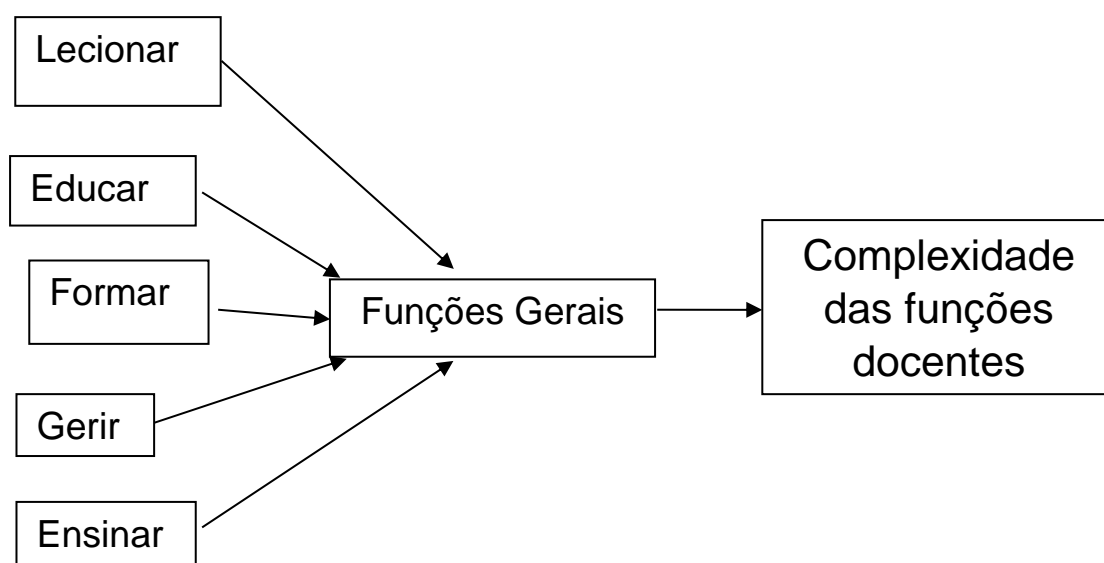 Lecionar
Educar
Formar
Gerir
Ensinar
Funções Gerais
Complexidade
das funções
docentes